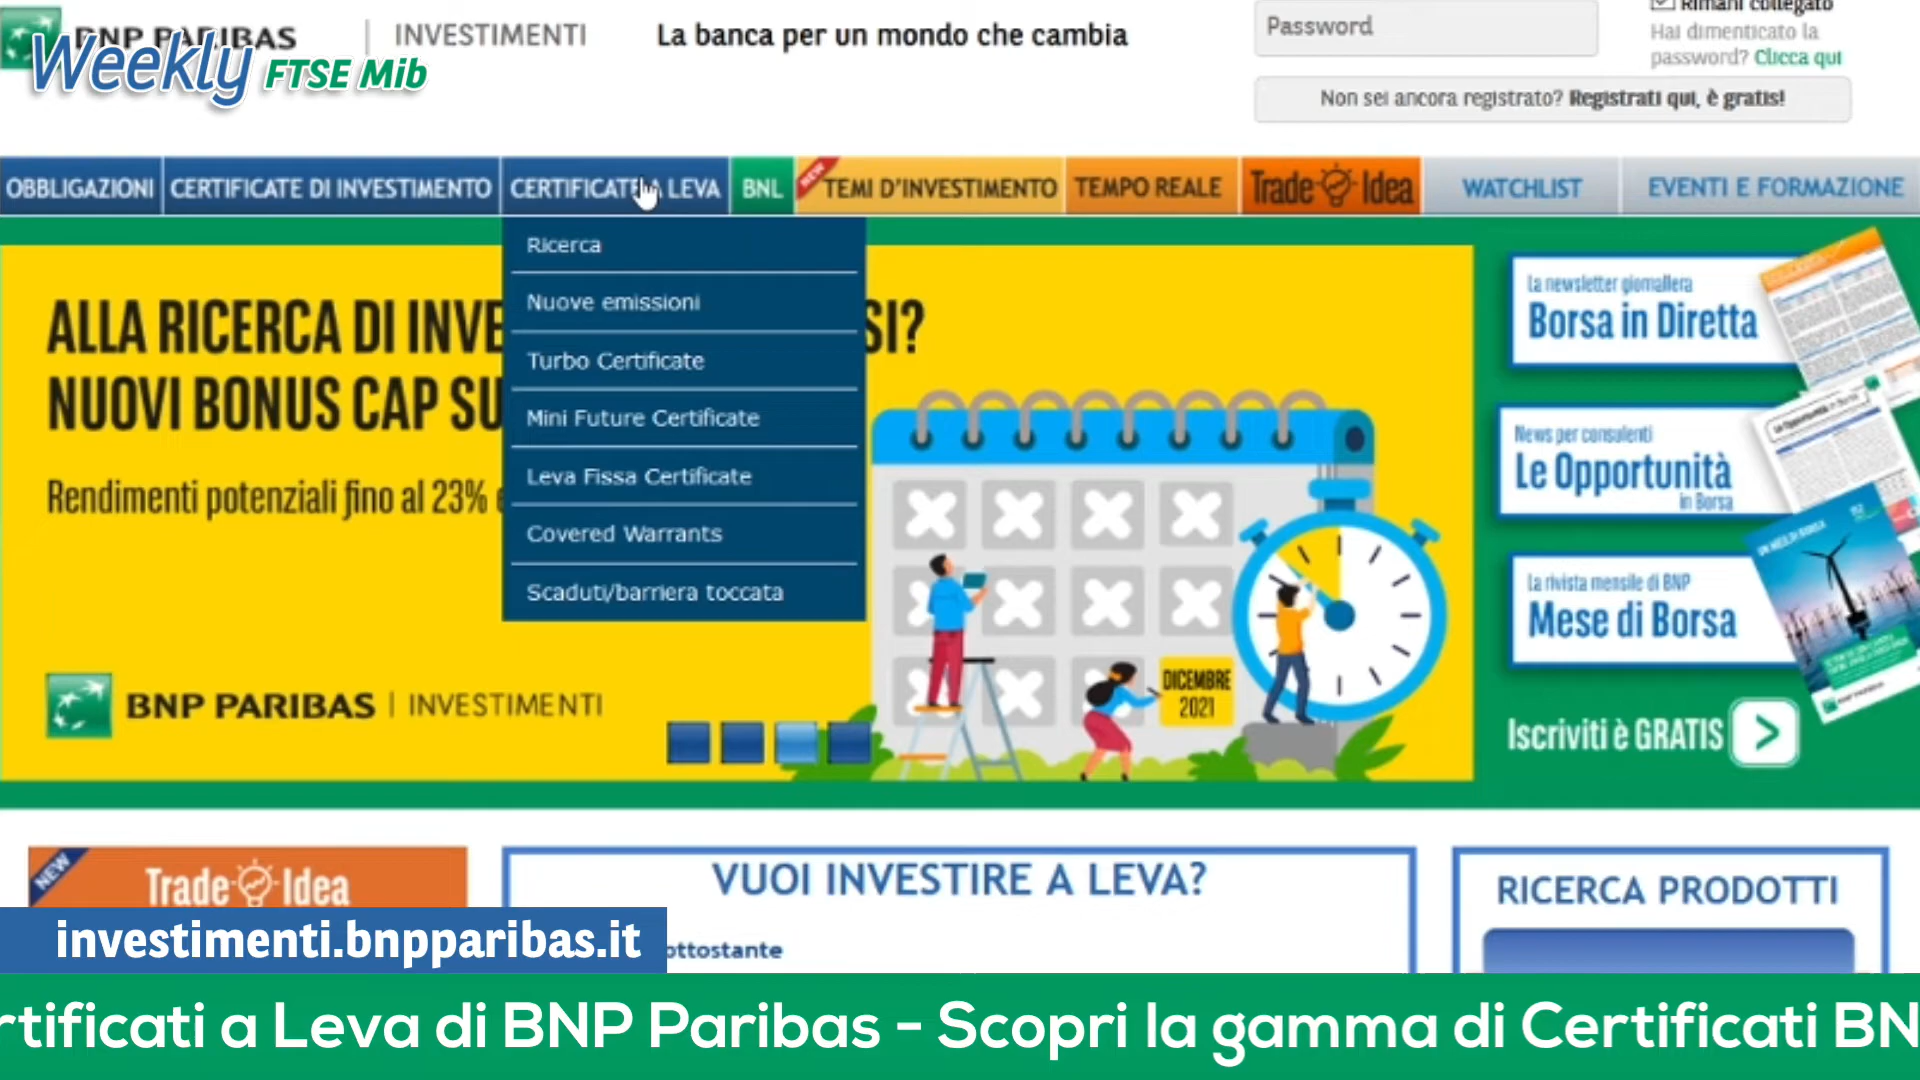 BNP PARIBAS | INVESTIMENTI
La banca per un mondo che cambia
Password
Rimani collegato
Hai dimenticato la
password? Clicca qui
Weekly FTSE Mib
Non sei ancora registrato? Registrati qui, è gratis!
OBBLIGAZIONI CERTIFICATE DI INVESTIMENTO CERTIFICATE A LEVA BNL NEW TEMI D'INVESTIMENTO TEMPO REALE Trade Idea WATCHLIST EVENTI E FORMAZIONE
Ricerca
Nuove emissioni
Turbo Certificate
Mini Future Certificate
Leva Fissa Certificate
Covered Warrants
Scaduti/barriera toccata
ALLA RICERCA DI INVE SI?
NUOVI BONUS CAP SU
Rendimenti potenziali fino al 23%
BNP PARIBAS | INVESTIMENTI
DICEMBRE
2021
La newsletter giornaliera
Borsa in Diretta
News per consulenti
Le Opportunità
in Borsa
La rivista mensile di BNP
Mese di Borsa
Iscriviti è GRATIS
NEW
Trade Idea
VUOI INVESTIRE A LEVA?
ottostante
RICERCA PRODOTTI
investimenti.bnpparibas.it
rtificati a Leva di BNP Paribas - Scopri la gamma di Certificati BN